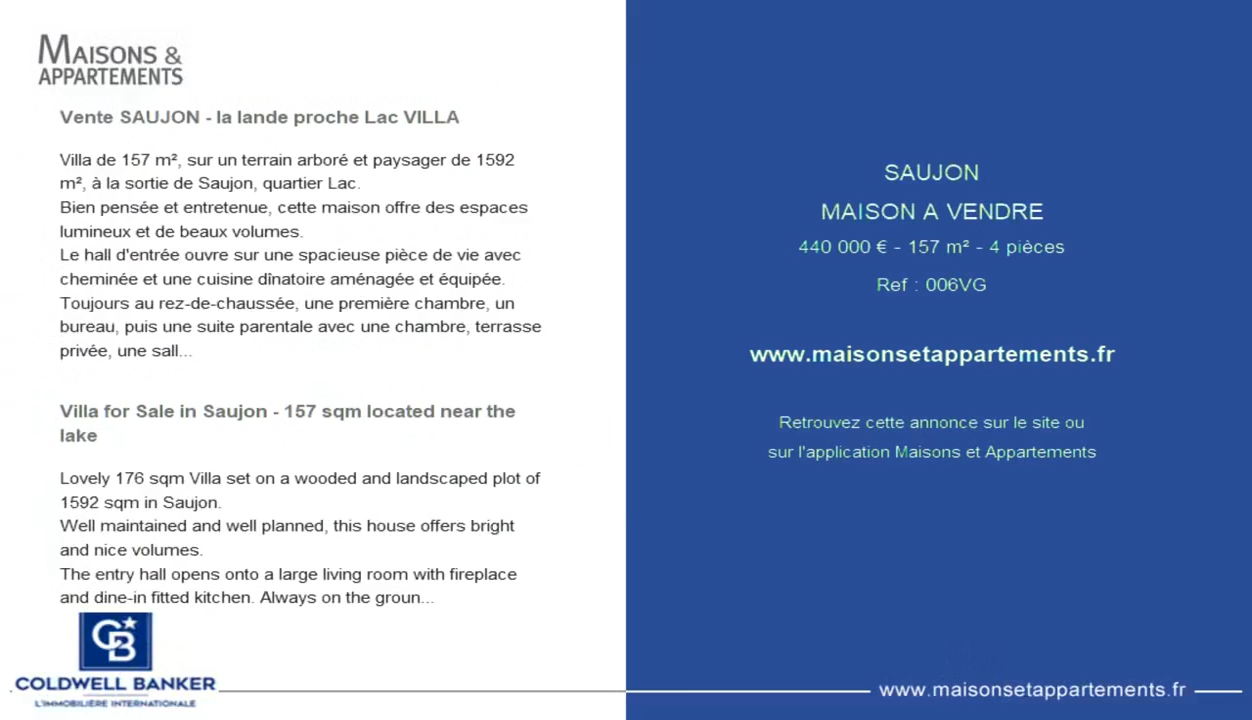 MAISONS &
APPARTEMENTS
Vente SAUJON - la lande proche Lac VILLA
Villa de 157 m², sur un terrain arboré et paysager de 1592
m², à la sortie de Saujon, quartier Lac.
Bien pensée et entretenue, cette maison offre des espaces
lumineux et de beaux volumes.
Le hall d'entrée ouvre sur une spacieuse pièce de vie avec
cheminée et une cuisine dînatoire aménagée et équipée.
Toujours au rez-de-chaussée, une première chambre, un
bureau, puis une suite parentale avec une chambre, terrasse
privée, une sall...
Villa for Sale in Saujon - 157 sqm located near the
lake
Lovely 176 sqm Villa set on a wooded and landscaped plot of
1592 sqm in Saujon.
Well maintained and well planned, this house offers bright
and nice volumes.
The entry hall opens onto a large living room with fireplace
and dine-in fitted kitchen. Always on the groun...
CB
COLDWELL BANKER
L'IMMOBILIÈRE INTERNATIONALE
SAUJON
MAISON A VENDRE
440 000 € - 157 m² - 4 pièces
Ref : 006VG
www.maisonsetappartements.fr
Retrouvez cette annonce sur le site ou
sur l'application Maisons et Appartements
www.maisonsetappartements.fr